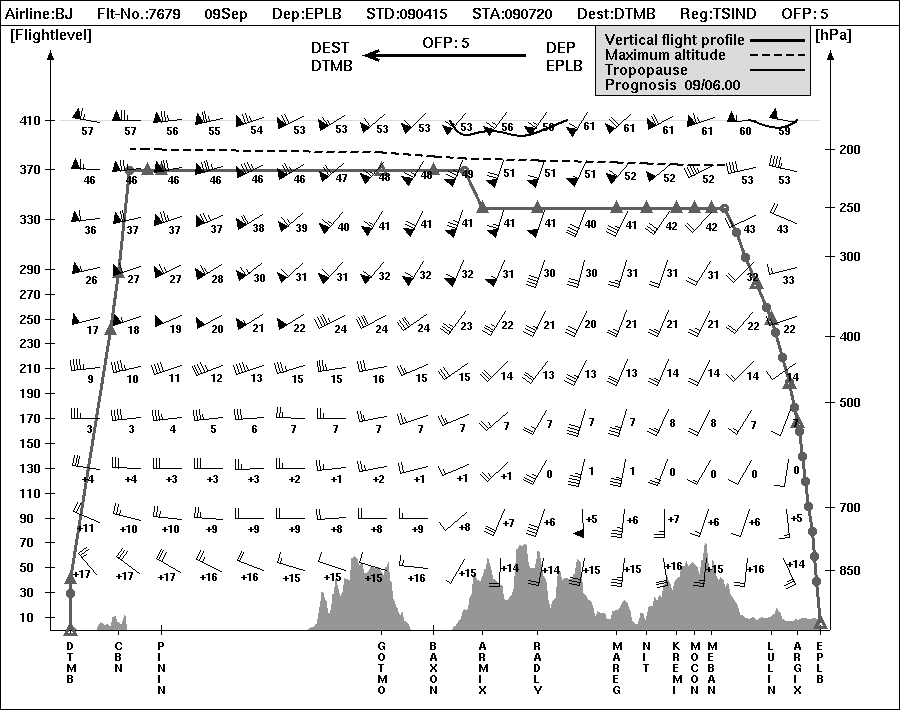 Airline:BJ Flt-No.:7679 09Sep Dep:EPLB STD:090415 STA:090720 Dest:DTMB Reg:TSIND OFP: 5
[Flightlevel] [hPa]
OFP: 5
DEST DEP
DTMB EPLB
Vertical flight profile
Maximum altitude
Tropopause
Prognosis 09/06.00
410 57 57 56 55 54 53 53 53 53 53 56 58 61 61 61 61 60 59
200
370 46 46 46 46 46 46 47 48 48 49 51 51 51 52 52 52 53 53
250
330 36 37 37 37 38 39 40 41 41 41 41 41 40 41 42 42 43 43
300
290 26 27 27 28 30 31 31 32 32 32 31 30 30 31 31 31 32 33
270
250 17 18 19 20 21 22 24 24 24 23 22 21 20 21 21 21 22 22
400
230
210 9 10 11 12 13 15 15 16 15 15 14 13 13 13 14 14 14 14
190
500
170 3 3 4 5 6 7 7 7 7 7 7 7 7 7 8 8 7 7
150
130 +4 +4 +3 +3 +3 +2 +1 +2 +1 +1 +1 0 1 1 0 0 0 0
110
700
90 +11 +10 +10 +9 +9 +9 +8 +8 +9 +8 +7 +6 +5 +6 +7 +6 +6 +5
70
50 +17 +17 +17 +16 +16 +15 +15 +15 +16 +15 +14 +14 +15 +15 +16 +15 +16 +14
850
30
10
DTMB CBN PININ GOTMO BAXON ARMIX RADLY MAREG NIT KREMI MOCON MEBAN LULIN ARGIX EPLB